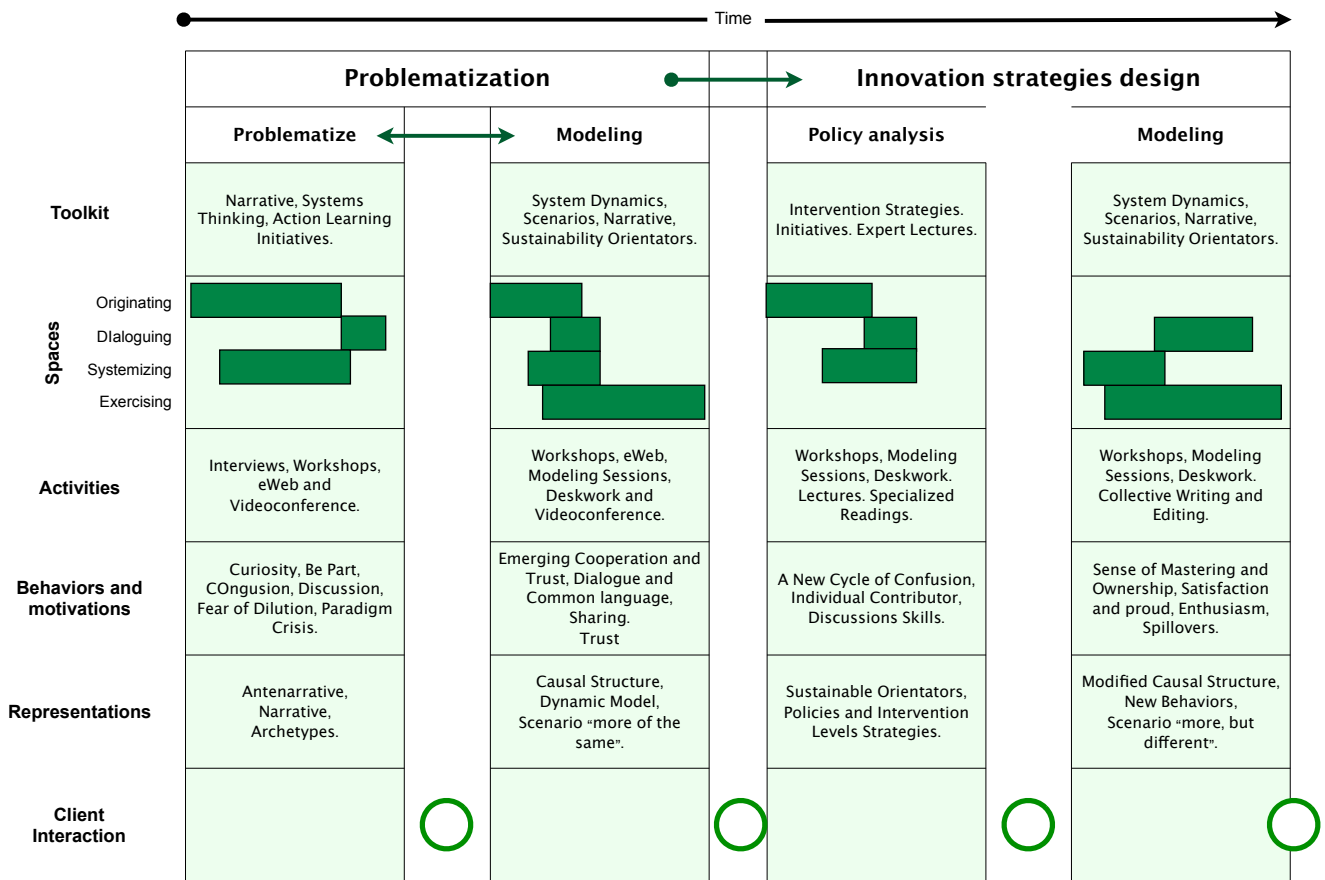 Time
Problematization
Innovation strategies design
Problematize
Modeling
Policy analysis
Modeling
Toolkit
Narrative, Systems
Thinking, Action Learning
Initiatives.
System Dynamics,
Scenarios, Narrative,
Sustainability Orientators.
Intervention Strategies.
Initiatives. Expert Lectures.
System Dynamics,
Scenarios, Narrative,
Sustainability Orientators.
Spaces
Originating
DIaloguing
Systemizing
Exercising
Activities
Interviews, Workshops,
eWeb and
Videoconference.
Workshops, eWeb,
Modeling Sessions,
Deskwork and
Videoconference.
Workshops, Modeling
Sessions, Deskwork.
Lectures. Specialized
Readings.
Workshops, Modeling
Sessions, Deskwork.
Collective Writing and
Editing.
Behaviors and
motivations
Curiosity, Be Part,
COngusion, Discussion,
Fear of Dilution, Paradigm
Crisis.
Emerging Cooperation and
Trust, Dialogue and
Common language,
Sharing.
Trust
A New Cycle of Confusion,
Individual Contributor,
Discussions Skills.
Sense of Mastering and
Ownership, Satisfaction
and proud, Enthusiasm,
Spillovers.
Representations
Antenarrative,
Narrative,
Archetypes.
Causal Structure,
Dynamic Model,
Scenario “more of the
same”.
Sustainable Orientators,
Policies and Intervention
Levels Strategies.
Modified Causal Structure,
New Behaviors,
Scenario “more, but
different”.
Client
Interaction